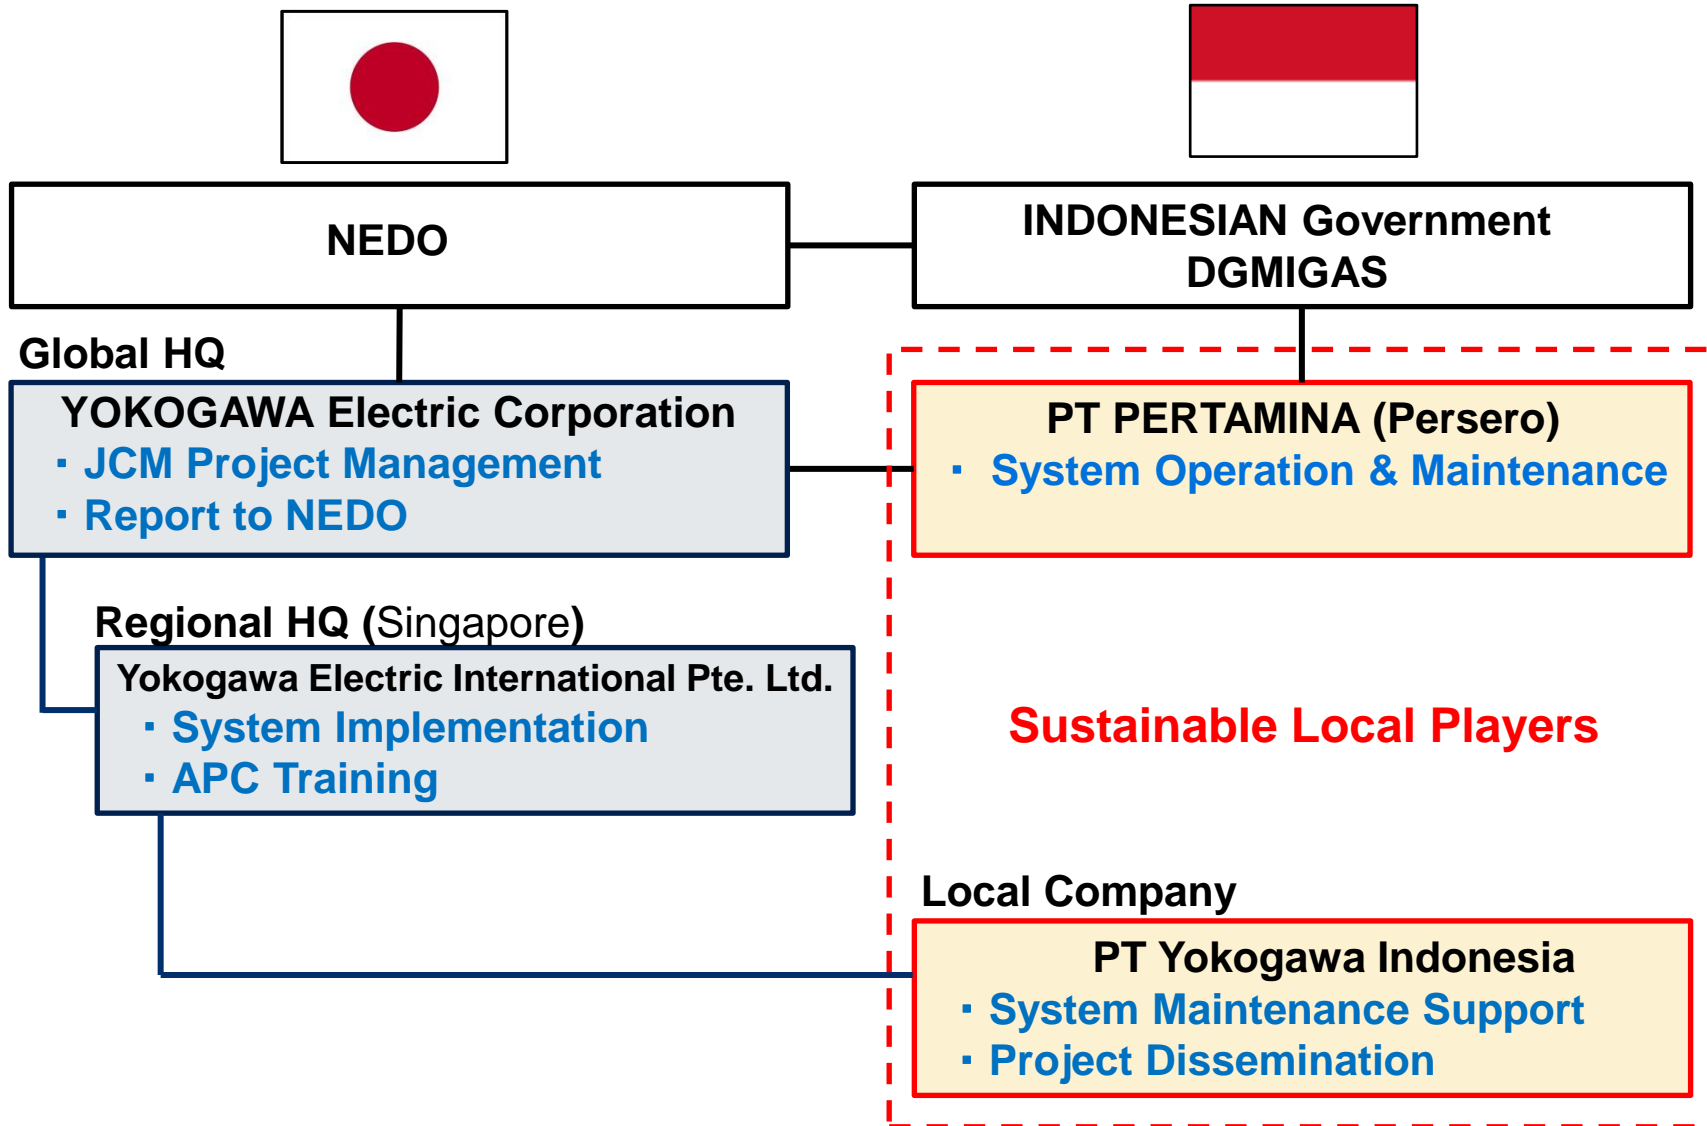 NEDO
INDONESIAN Government
DGMIGAS
Global HQ
YOKOGAWA Electric Corporation
・JCM Project Management
・Report to NEDO
PT PERTAMINA (Persero)
・ System Operation & Maintenance
Regional HQ (Singapore)
Yokogawa Electric International Pte. Ltd.
・System Implementation
・APC Training
Sustainable Local Players
Local Company
PT Yokogawa Indonesia
・System Maintenance Support
・Project Dissemination